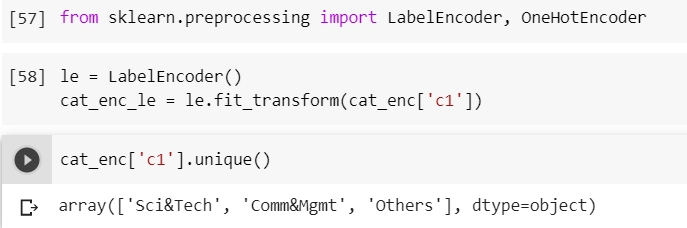 [57] from sklearn.preprocessing import LabelEncoder, OneHotEncoder
[58] le = LabelEncoder()
cat_enc_le = le.fit_transform(cat_enc['c1'])
cat_enc['c1'].unique()
array(['Sci&Tech', 'Comm&Mgmt', 'Others'], dtype=object)